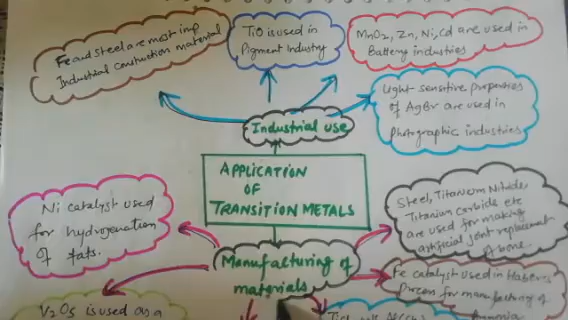 Fe and Steel are most imp
Industrial Construction material
TiO is used in
Pigment Industry
MnO2, Zn, Ni, Cd are used in
Battery industries
Light-sensitive properties
of AgBr are used in
photographic industries
Industrial use
APPLICATION
OF
TRANSITION METALS
Ni catalyst used
for hydrogenation
of fats.
Steel, Titanium Nitride,
Titanium Carbide etc
are used for making
artificial joint replacement
of bone.
Manufacturing of
materials
Fe catalyst used in Haber's
Process for manufacturing of
Ammonia
V2O5 is used as a